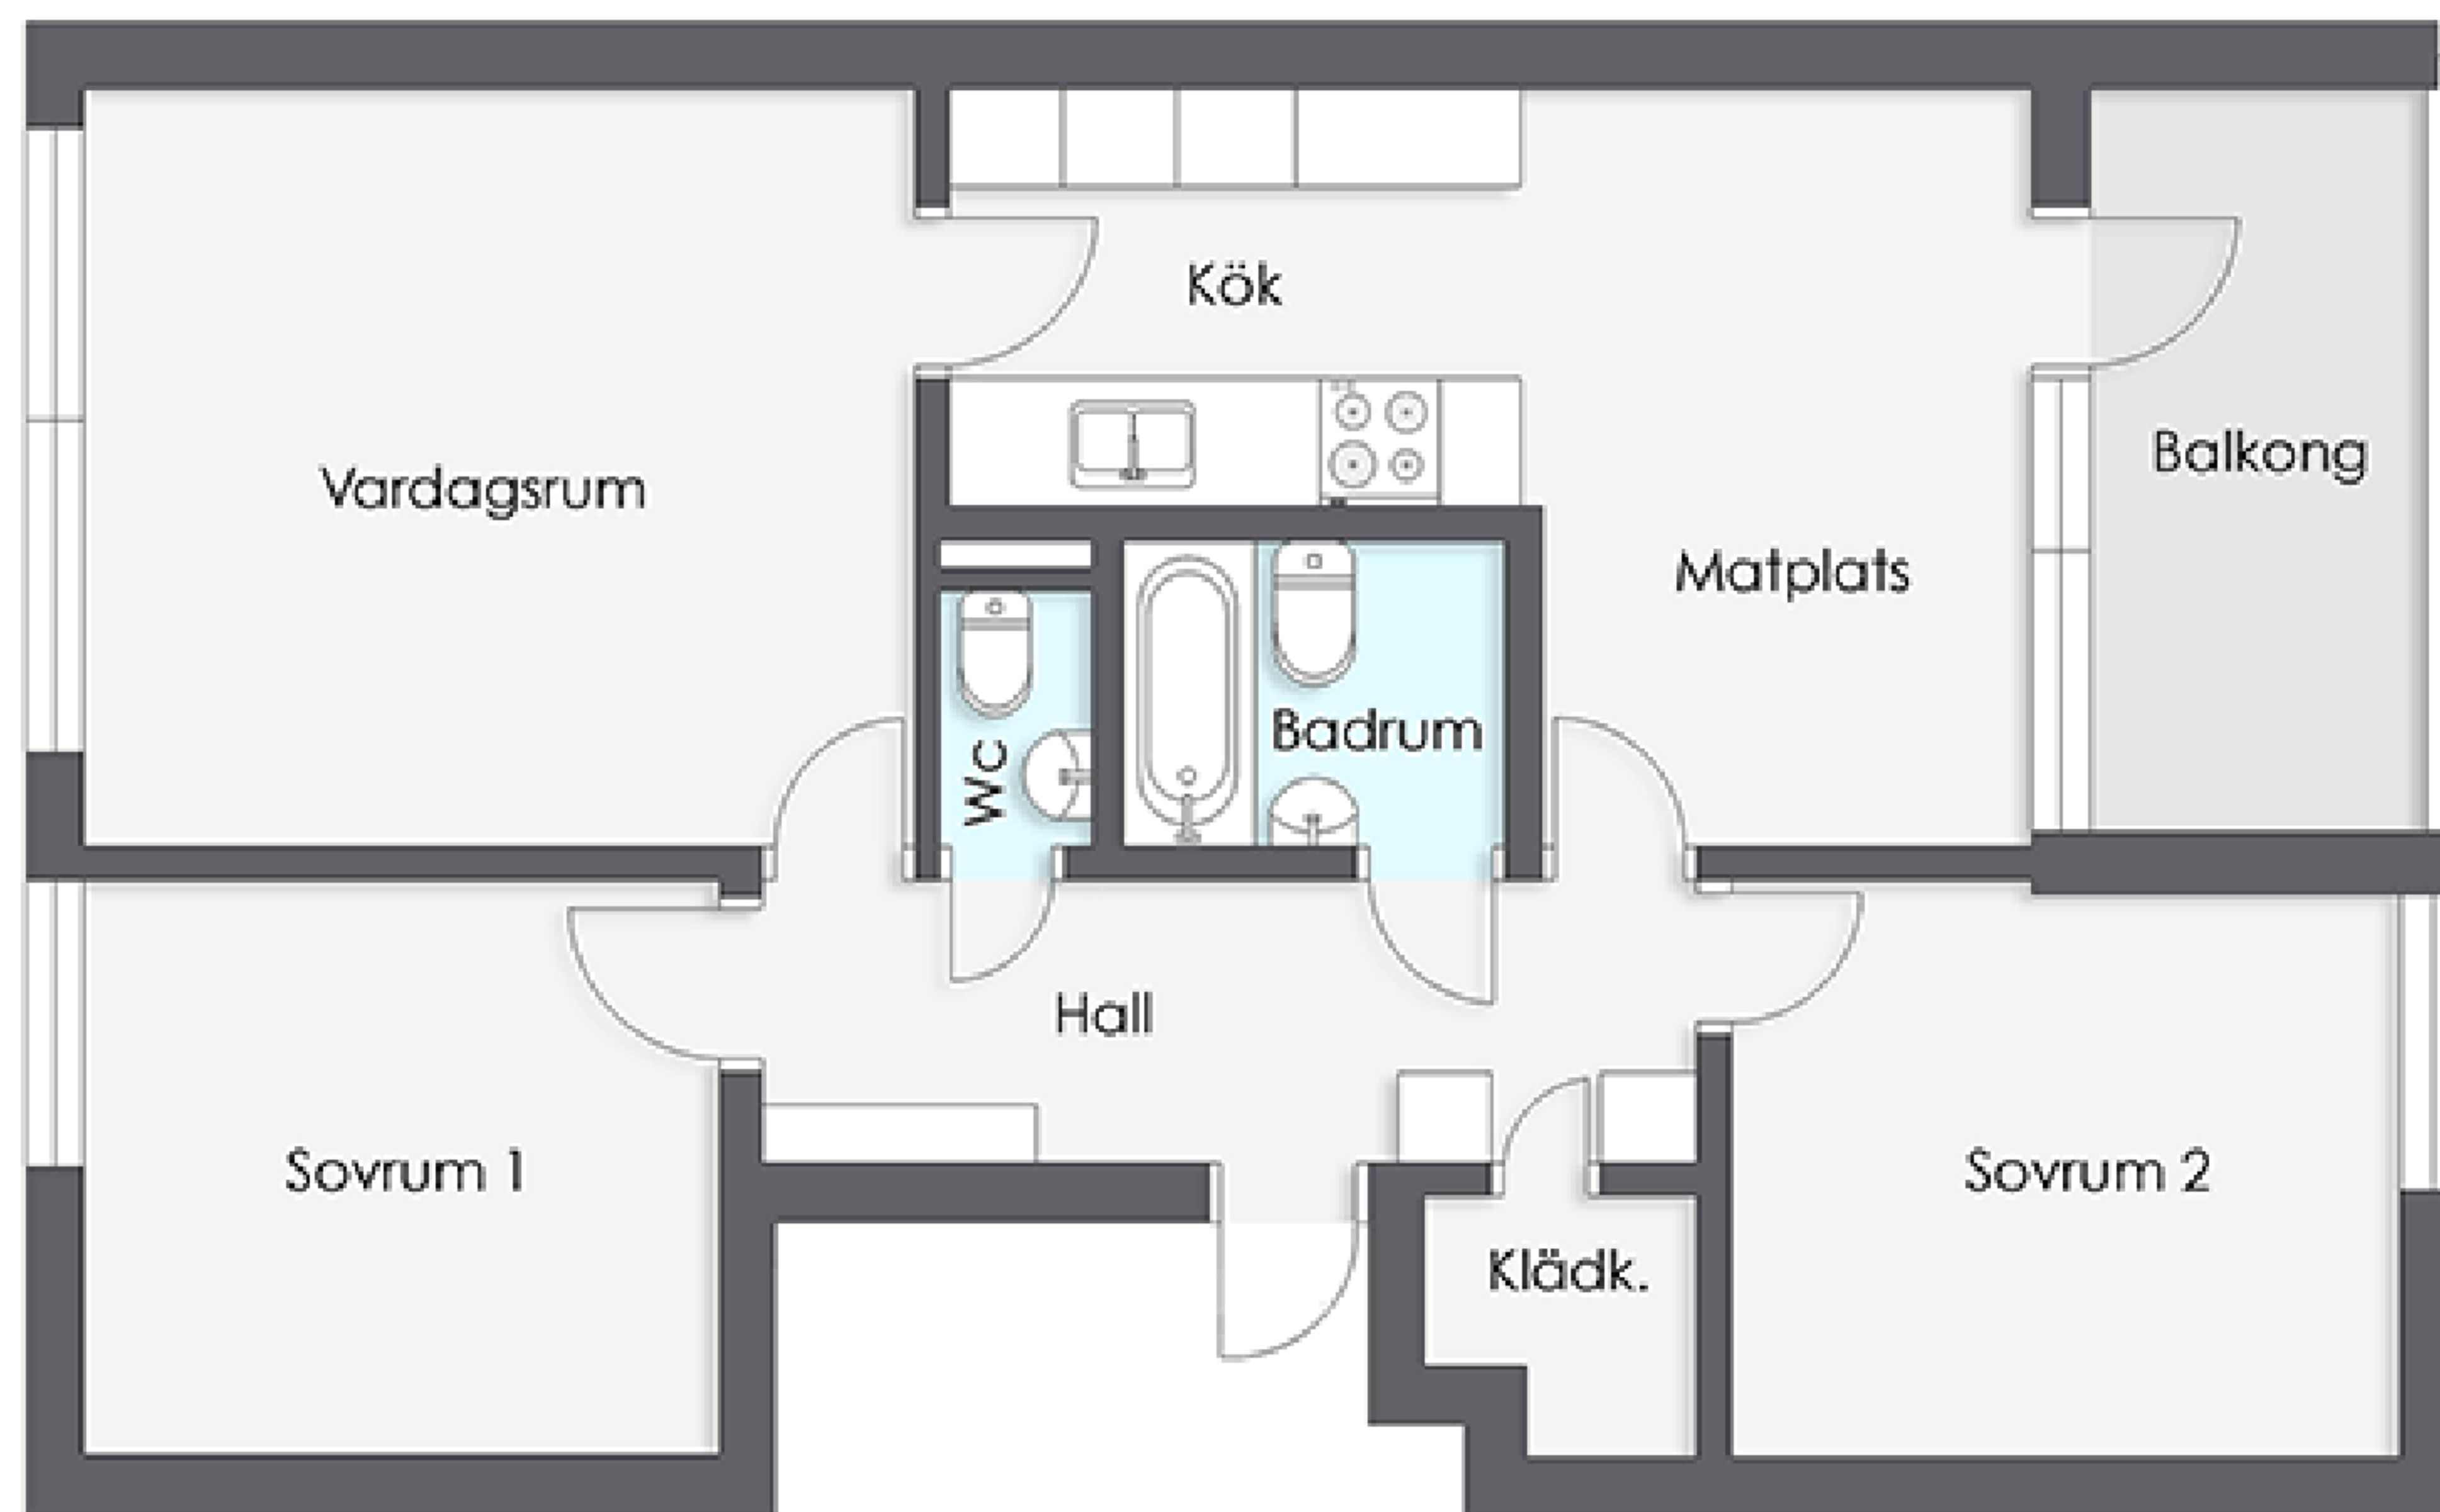 Kök
Vardagsrum
Balkong
Matplats
Wc
Badrum
Hall
Sovrum 1
Sovrum 2
Klädk.